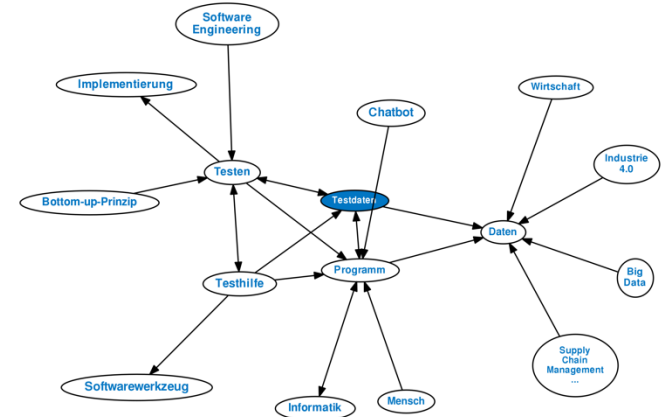 Software
Engineering
Implementierung
Wirtschaft
Chatbot
Industrie
4.0
Testen
Testdaten
Bottom-up-Prinzip
Daten
Programm
Big
Data
Testhilfe
Supply
Chain
Management
...
Softwarewerkzeug
Mensch
Informatik